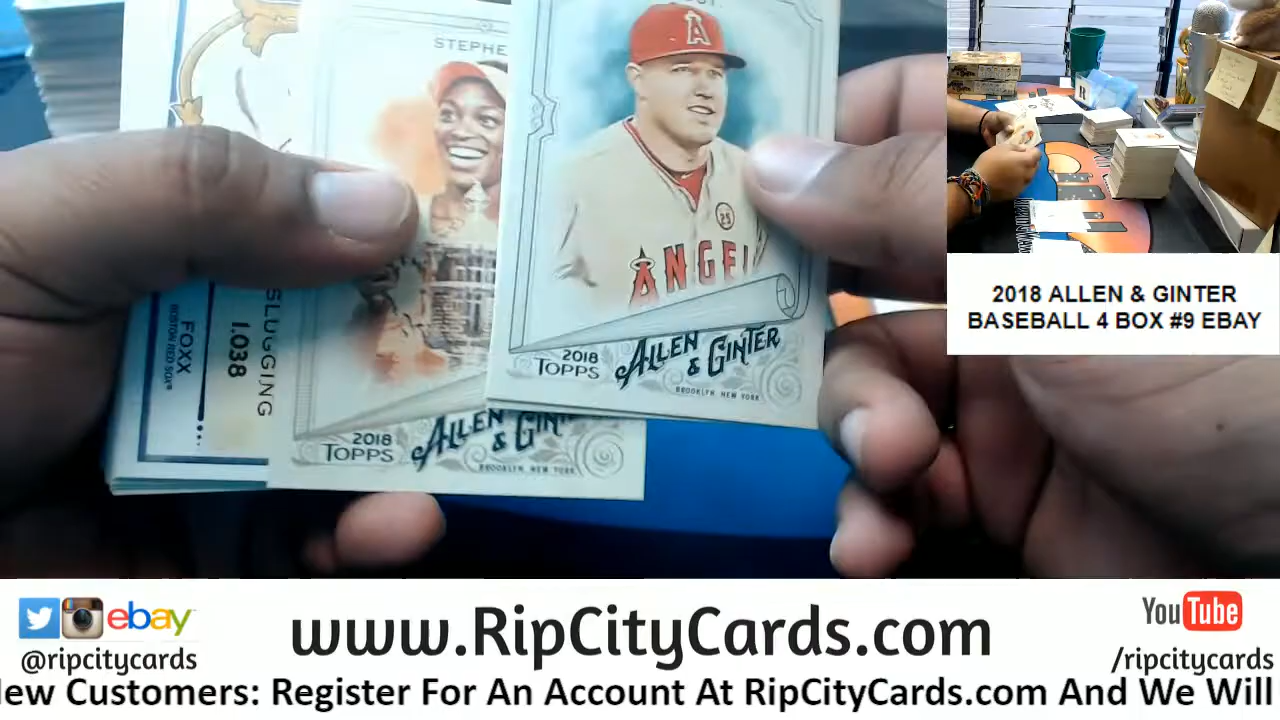 STEPHE
A
25
ANGEL
2018
TOPPS
ALLEN
& GINTER
BROOKLYN, NEW YORK
2018
TOPPS
ALLEN
& GIN
BROOKLYN, NEW YORK
SLUGGING
1.038
FOXX
BOSTON RED SOX
2018 ALLEN & GINTER
BASEBALL 4 BOX #9 EBAY
ebay
@ripcitycards
www.RipCityCards.com
YouTube
/ripcitycards
New Customers: Register For An Account At RipCityCards.com And We Will